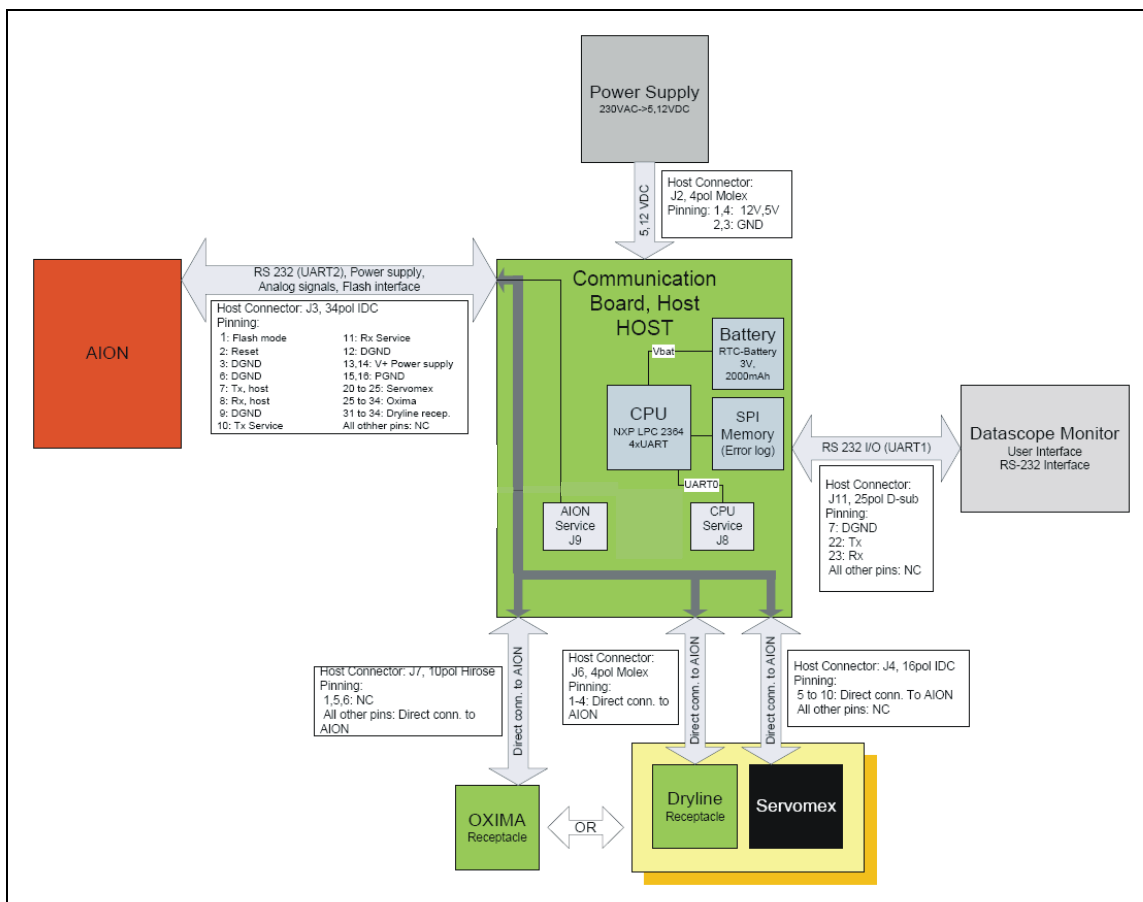 Power Supply
230VAC->5,12VDC
5,12 VDC
Host Connector:
J2, 4pol Molex
Pinning: 1,4: 12V,5V
2,3: GND
AION
RS 232 (UART2), Power supply,
Analog signals, Flash interface
Host Connector: J3, 34pol IDC
Pinning:
1: Flash mode
2: Reset
3: DGND
6: DGND
7: Tx, host
8: Rx, host
9: DGND
10: Tx Service
11: Rx Service
12: DGND
13,14: V+ Power supply
15,16: PGND
20 to 25: Servomex
25 to 34: Oxima
31 to 34: Dryline recep.
All othher pins: NC
Communication
Board, Host
HOST
Battery
RTC-Battery
3V,
2000mAh
Vbat
CPU
NXP LPC 2364
4xUART
SPI
Memory
(Error log)
UART0
AION
Service
J9
CPU
Service
J8
RS 232 I/O (UART1)
Datascope Monitor
User Interface
RS-232 Interface
Host Connector:
J11, 25pol D-sub
Pinning:
7: DGND
22: Tx
23: Rx
All other pins: NC
Host Connector: J7, 10pol Hirose
Pinning:
1,5,6: NC
All other pins: Direct conn. to
AION
Direct conn. to AION
Host Connector:
J6, 4pol Molex
Pinning:
1-4: Direct conn. to
AION
Direct conn. to AION
Direct conn. to AION
Host Connector: J4, 16pol IDC
Pinning:
5 to 10: Direct conn. To AION
All other pins: NC
OXIMA
Receptacle
OR
Dryline
Receptacle
Servomex